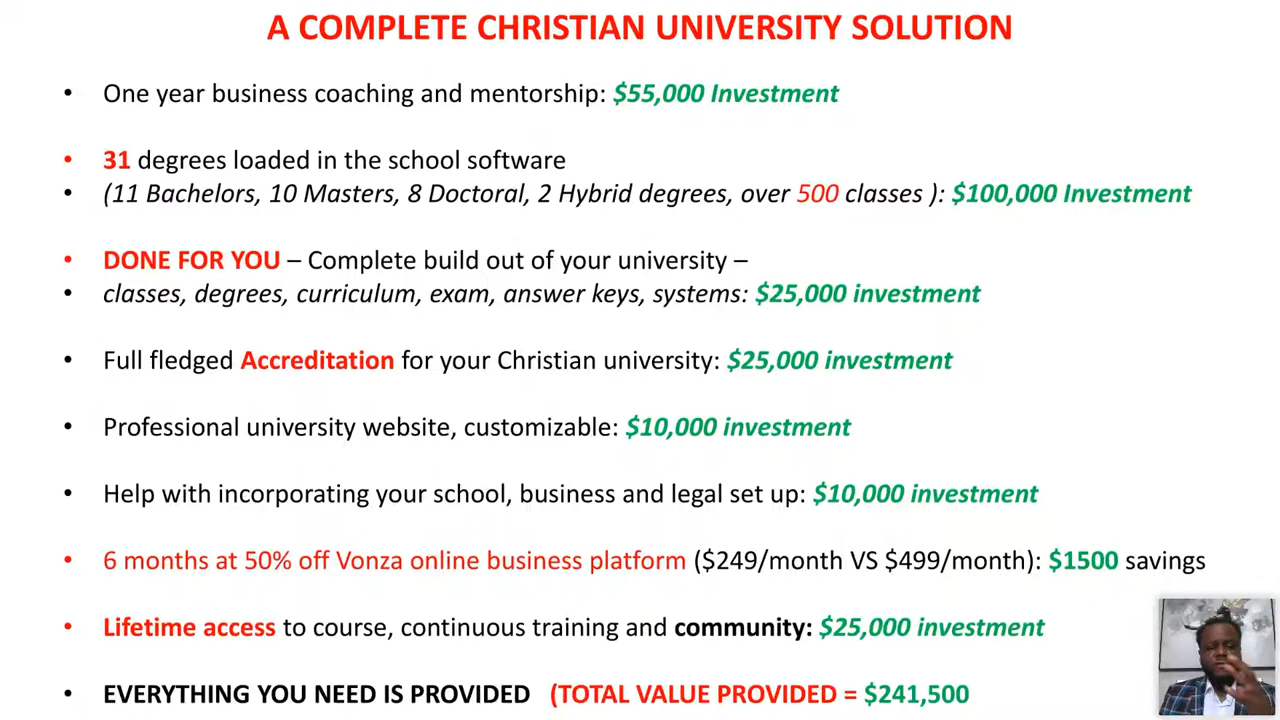 A COMPLETE CHRISTIAN UNIVERSITY SOLUTION
• One year business coaching and mentorship: $55,000 Investment
• 31 degrees loaded in the school software
• (11 Bachelors, 10 Masters, 8 Doctoral, 2 Hybrid degrees, over 500 classes ): $100,000 Investment
• DONE FOR YOU – Complete build out of your university –
• classes, degrees, curriculum, exam, answer keys, systems: $25,000 investment
• Full fledged Accreditation for your Christian university: $25,000 investment
• Professional university website, customizable: $10,000 investment
• Help with incorporating your school, business and legal set up: $10,000 investment
• 6 months at 50% off Vonza online business platform ($249/month VS $499/month): $1500 savings
• Lifetime access to course, continuous training and community: $25,000 investment
• EVERYTHING YOU NEED IS PROVIDED (TOTAL VALUE PROVIDED = $241,500